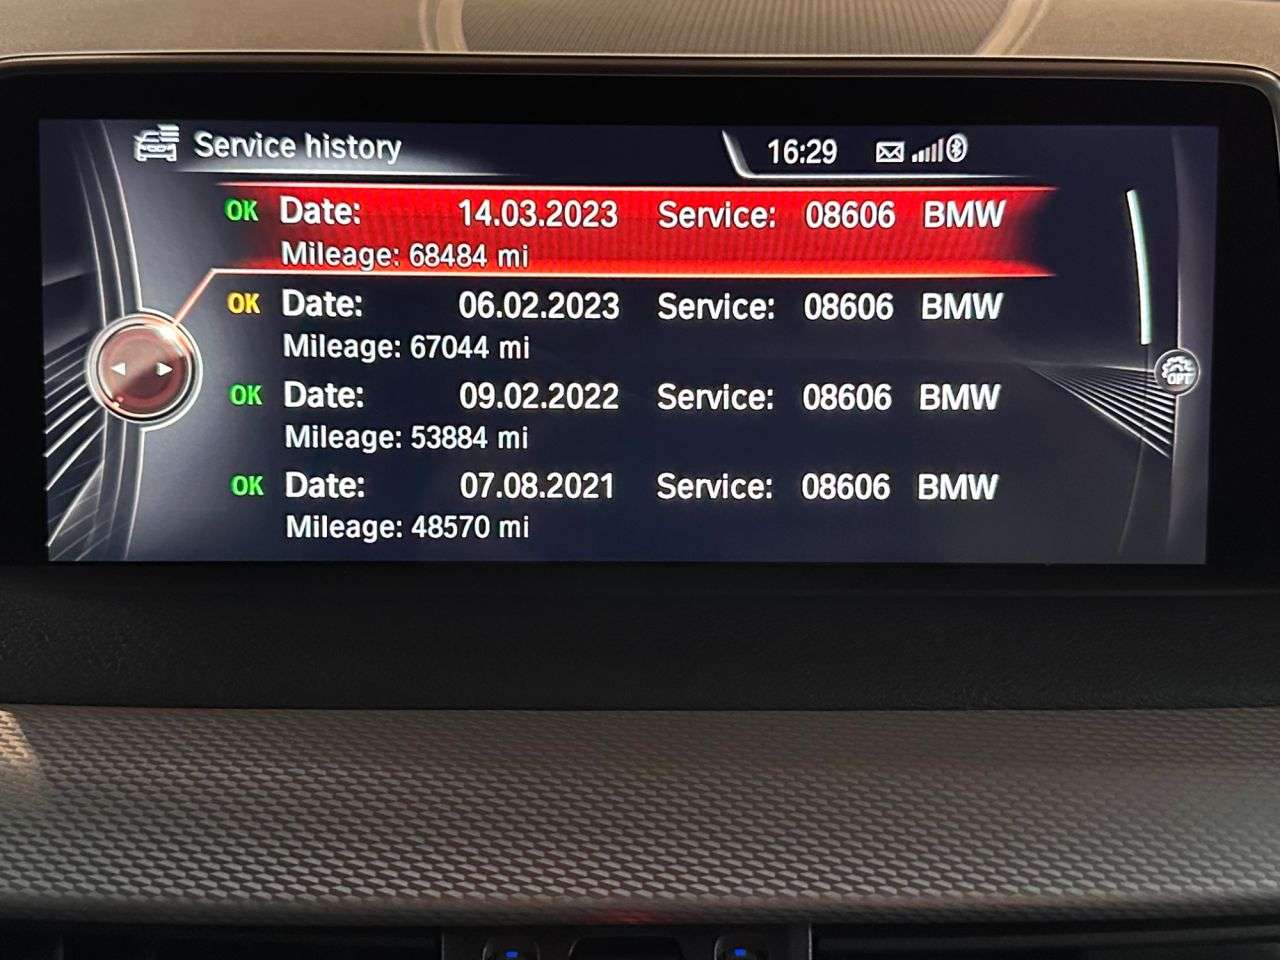 Service history 16:29
OK Date: 14.03.2023 Service: 08606 BMW
Mileage: 68484 mi
OK Date: 06.02.2023 Service: 08606 BMW
Mileage: 67044 mi
OK Date: 09.02.2022 Service: 08606 BMW
Mileage: 53884 mi
OPT
OK Date: 07.08.2021 Service: 08606 BMW
Mileage: 48570 mi